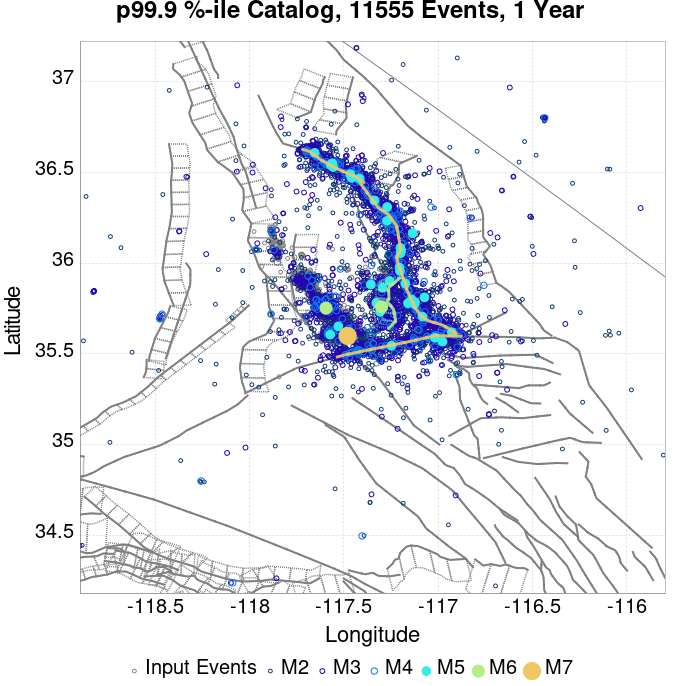 p99.9 %-ile Catalog, 11555 Events, 1 Year
37
36.5
36
35.5
35
34.5
Latitude
-118.5 -118 -117.5 -117 -116.5 -116
Longitude
Input Events M2 M3 M4 M5 M6 M7